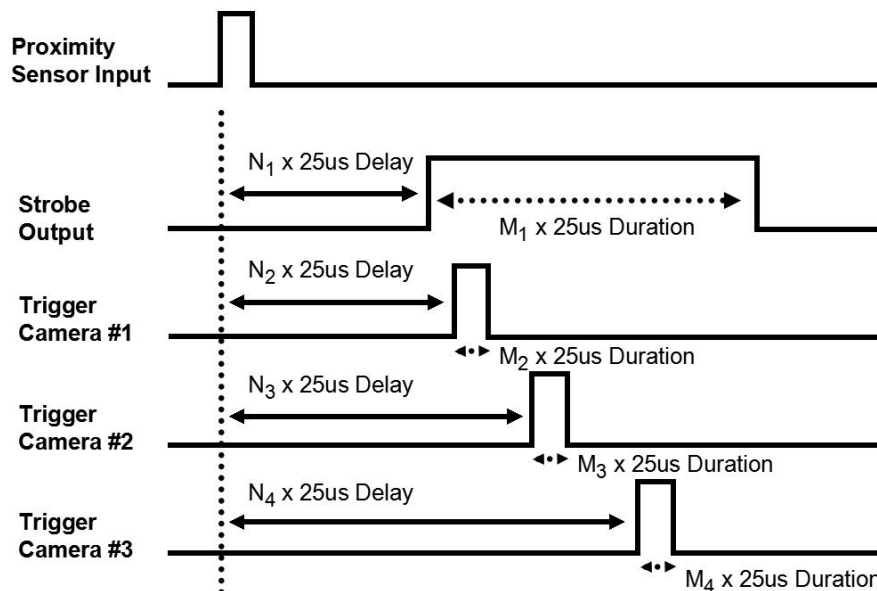 Proximity
Sensor Input
N1 x 25us Delay
Strobe
Output
M1 x 25us Duration
N2 x 25us Delay
Trigger
Camera #1
M2 x 25us Duration
N3 x 25us Delay
Trigger
Camera #2
M3 x 25us Duration
N4 x 25us Delay
Trigger
Camera #3
M4 x 25us Duration